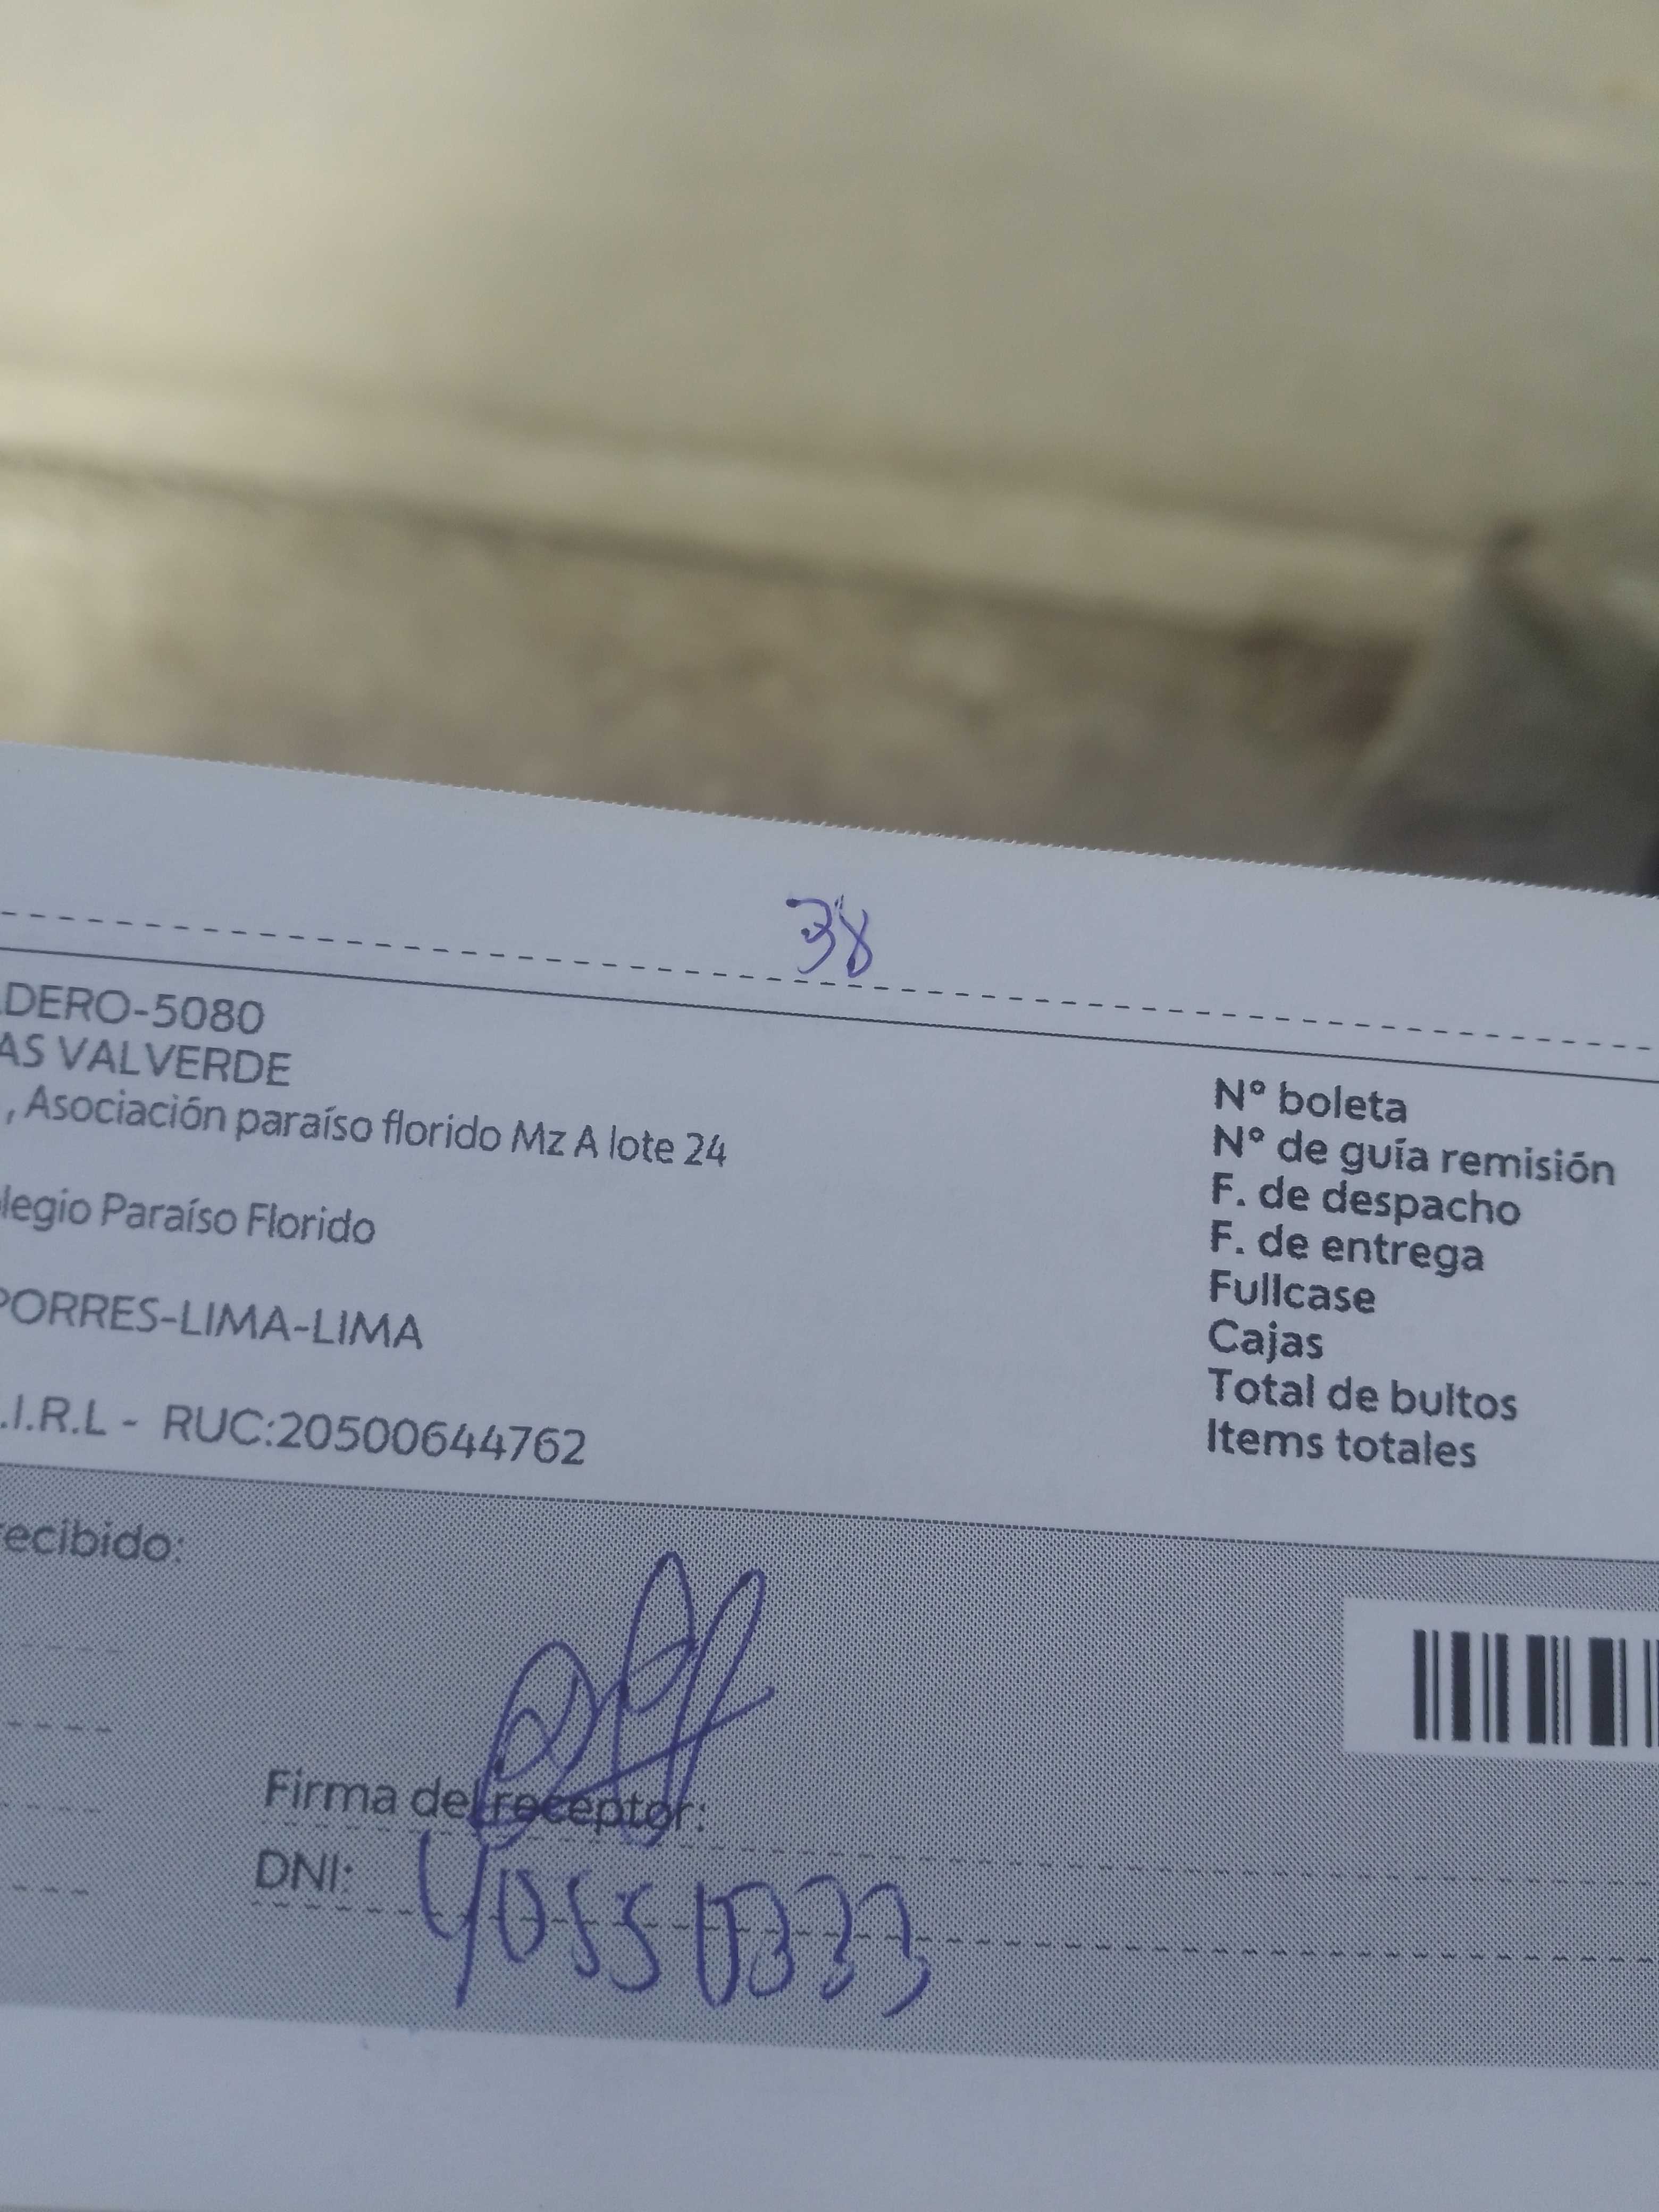 38
LDERO-5080
AS VALVERDE
, Asociación paraíso florido Mz A lote 24
legio Paraíso Florido
PORRES-LIMA-LIMA
.I.R.L - RUC:20500644762
N° boleta
N° de guía remisión
F. de despacho
F. de entrega
Fullcase
Cajas
Total de bultos
Items totales
recibido:
Firma del receptor:
DNI: 40550333